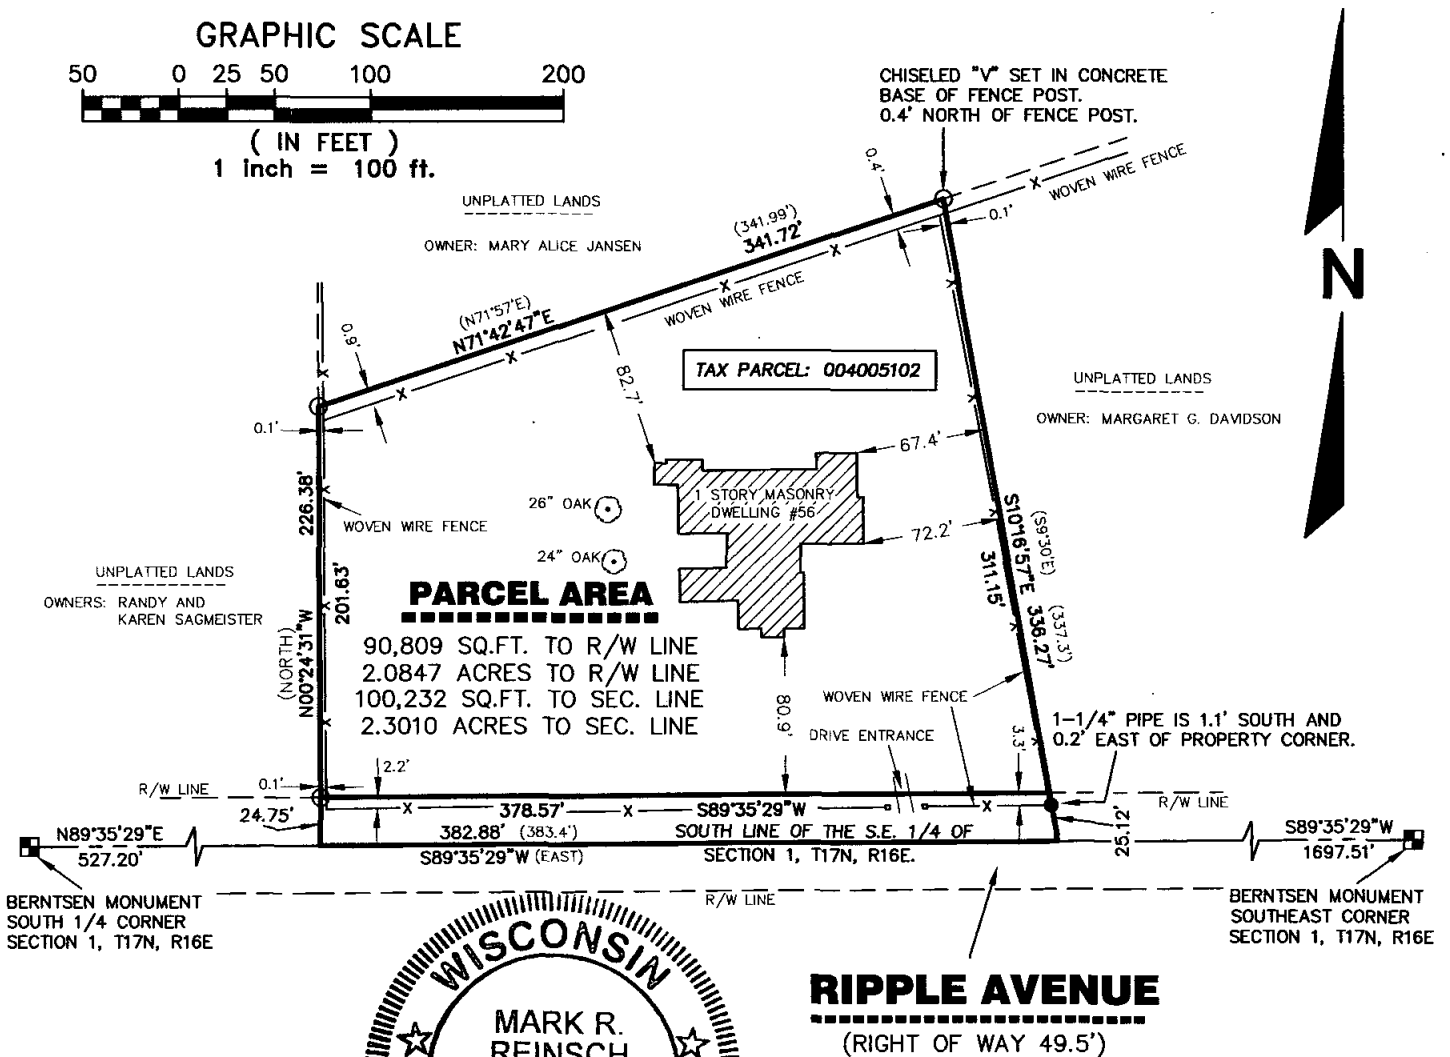 GRAPHIC SCALE
50 0 25 50 100 200
( IN FEET )
1 inch = 100 ft.
CHISELED "V" SET IN CONCRETE
BASE OF FENCE POST.
0.4' NORTH OF FENCE POST.
UNPLATTED LANDS
OWNER: MARY ALICE JANSEN
(341.99')
341.72'
0.4'
0.1'
WOVEN WIRE FENCE
N
(N71°57'E)
N71°42'47"E
WOVEN WIRE FENCE
0.9'
0.1'
82.7'
TAX PARCEL: 004005102
UNPLATTED LANDS
OWNER: MARGARET G. DAVIDSON
67.4'
1 STORY MASONRY
DWELLING #56
72.2'
26" OAK
24" OAK
226.38'
WOVEN WIRE FENCE
201.63'
(NORTH)
N00°24'31"W
UNPLATTED LANDS
OWNERS: RANDY AND
KAREN SAGMEISTER
(S9°30'E) (337.3')
S10°16'57"E 336.27'
311.15'
PARCEL AREA
90,809 SQ.FT. TO R/W LINE
2.0847 ACRES TO R/W LINE
100,232 SQ.FT. TO SEC. LINE
2.3010 ACRES TO SEC. LINE
80.9'
WOVEN WIRE FENCE
DRIVE ENTRANCE
3.3'
1-1/4" PIPE IS 1.1' SOUTH AND
0.2' EAST OF PROPERTY CORNER.
R/W LINE
0.1'
2.2'
24.75'
378.57' S89°35'29"W
R/W LINE
25.12'
N89°35'29"E
527.20'
382.88' (383.4') SOUTH LINE OF THE S.E. 1/4 OF
S89°35'29"W (EAST) SECTION 1, T17N, R16E.
S89°35'29"W
1697.51'
R/W LINE
BERNTSEN MONUMENT
SOUTH 1/4 CORNER
SECTION 1, T17N, R16E
BERNTSEN MONUMENT
SOUTHEAST CORNER
SECTION 1, T17N, R16E
WISCONSIN
MARK R.
REINSCH
RIPPLE AVENUE
(RIGHT OF WAY 49.5')